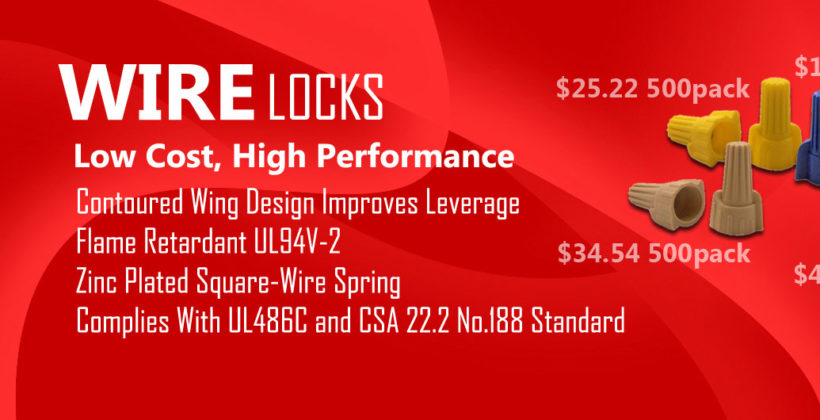 WIRE LOCKS
Low Cost, High Performance
Contoured Wing Design Improves Leverage
Flame Retardant UL94V-2
Zinc Plated Square-Wire Spring
Complies With UL486C and CSA 22.2 No.188 Standard
$25.22 500pack
$34.54 500pack